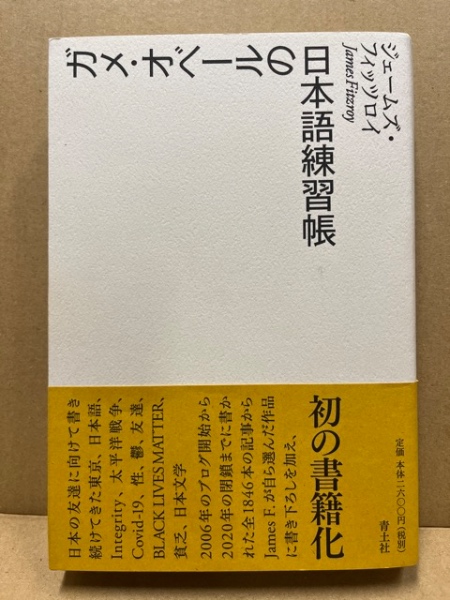 ガメ・オベールの
日本語練習帳
ジェームズ・
フィッツロイ
James Fitzroy
日本の友達に向けて書き
続けてきた東京、日本語、
Integrity、太平洋戦争、
Covid-19、性、鬱、友達、
BLACK LIVES MATTER、
貧乏、日本文学
2006年のブログ開始から
2020年の閉鎖までに書か
れた全1846本の記事から
James F.が自ら選んだ作品
に書き下ろしを加え、
初の書籍化
定価 本体二六〇〇円(税別)
青土社